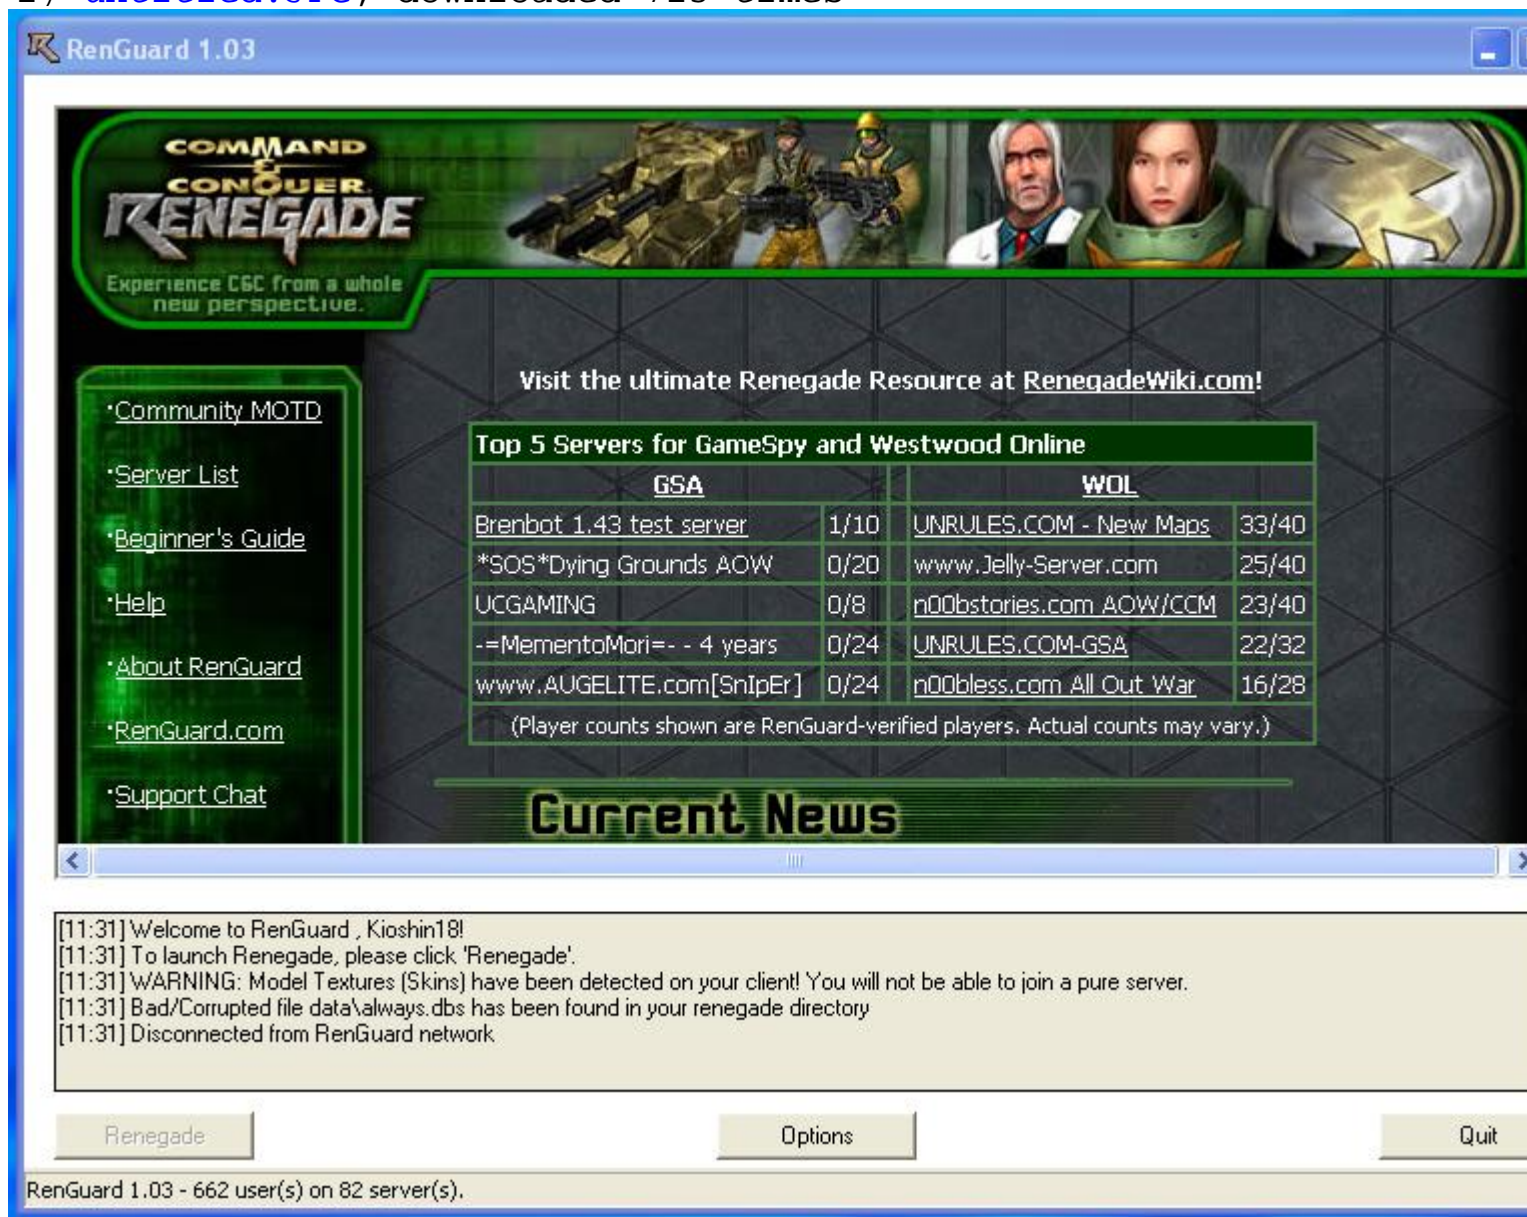 RenGuard 1.03
COMMAND
&
CONQUER
RENEGADE
Experience C&C from a whole
new perspective.
Visit the ultimate Renegade Resource at RenegadeWiki.com!
·Community MOTD
·Server List
·Beginner's Guide
·Help
·About RenGuard
·RenGuard.com
·Support Chat
Top 5 Servers for GameSpy and Westwood Online
GSA WOL
Brenbot 1.43 test server 1/10 UNRULES.COM - New Maps 33/40
*SOS*Dying Grounds AOW 0/20 www.Jelly-Server.com 25/40
UCGAMING 0/8 n00bstories.com AOW/CCM 23/40
-=MementoMori=- - 4 years 0/24 UNRULES.COM-GSA 22/32
www.AUGELITE.com[SnIpEr] 0/24 n00bless.com All Out War 16/28
(Player counts shown are RenGuard-verified players. Actual counts may vary.)
Current News
[11:31] Welcome to RenGuard , Kioshin18!
[11:31] To launch Renegade, please click 'Renegade'.
[11:31] WARNING: Model Textures (Skins) have been detected on your client! You will not be able to join a pure server.
[11:31] Bad/Corrupted file data\always.dbs has been found in your renegade directory
[11:31] Disconnected from RenGuard network
Renegade Options Quit
RenGuard 1.03 - 662 user(s) on 82 server(s).